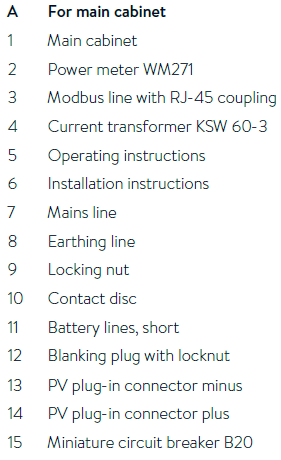 A For main cabinet
1 Main cabinet
2 Power meter WM271
3 Modbus line with RJ-45 coupling
4 Current transformer KSW 60-3
5 Operating instructions
6 Installation instructions
7 Mains line
8 Earthing line
9 Locking nut
10 Contact disc
11 Battery lines, short
12 Blanking plug with locknut
13 PV plug-in connector minus
14 PV plug-in connector plus
15 Miniature circuit breaker B20